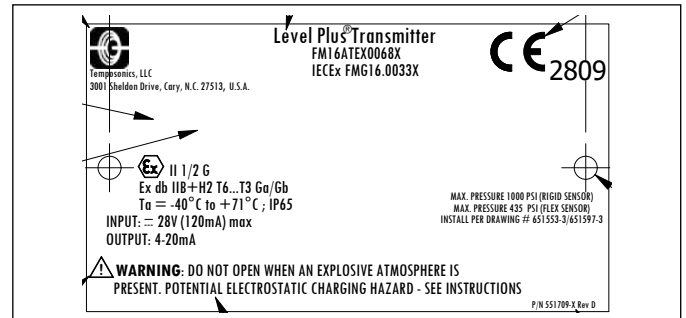 Level Plus® Transmitter
FM16ATEX0068X
IECEx FMG16.0033X
CE 2809
Temposonics, LLC
3001 Sheldon Drive, Cary, N.C. 27513, U.S.A.
Ex II 1/2 G
Ex db IIB+H2 T6...T3 Ga/Gb
Ta = -40°C to +71°C ; IP65
INPUT: ⎓ 28V (120mA) max
OUTPUT: 4-20mA
MAX. PRESSURE 1000 PSI (RIGID SENSOR)
MAX. PRESSURE 435 PSI (FLEX SENSOR)
INSTALL PER DRAWING # 651553-3/651597-3
WARNING: DO NOT OPEN WHEN AN EXPLOSIVE ATMOSPHERE IS
PRESENT. POTENTIAL ELECTROSTATIC CHARGING HAZARD - SEE INSTRUCTIONS
P/N 551709-X Rev D